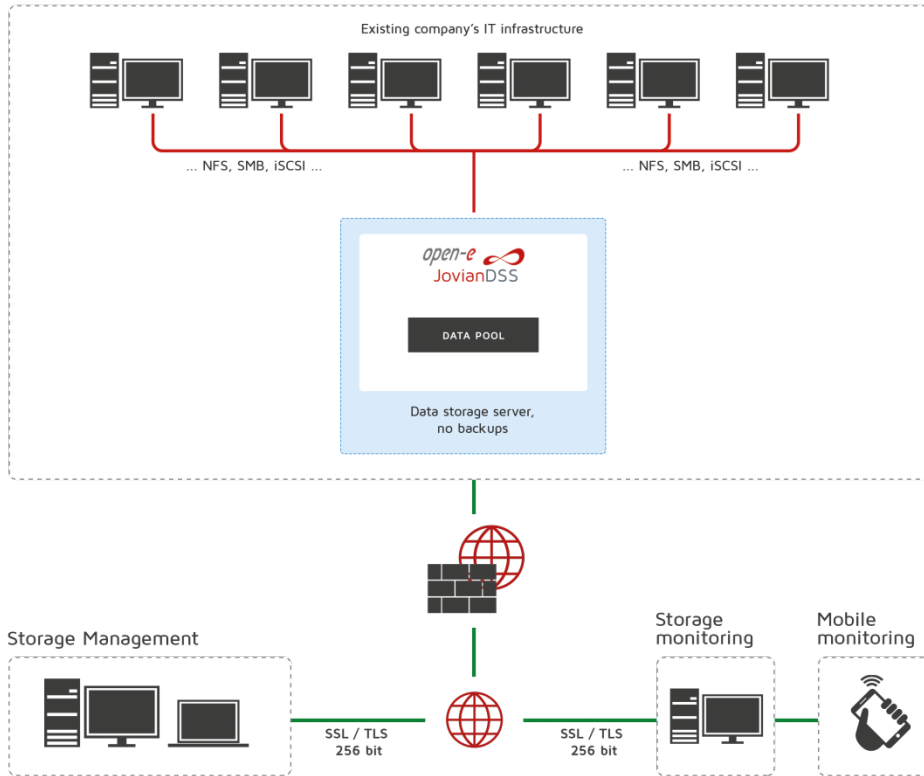 Existing company's IT infrastructure
... NFS, SMB, iSCSI ...
... NFS, SMB, iSCSI ...
open-e
JovianDSS
DATA POOL
Data storage server,
no backups
Storage Management
Storage
monitoring
Mobile
monitoring
SSL / TLS
256 bit
SSL / TLS
256 bit